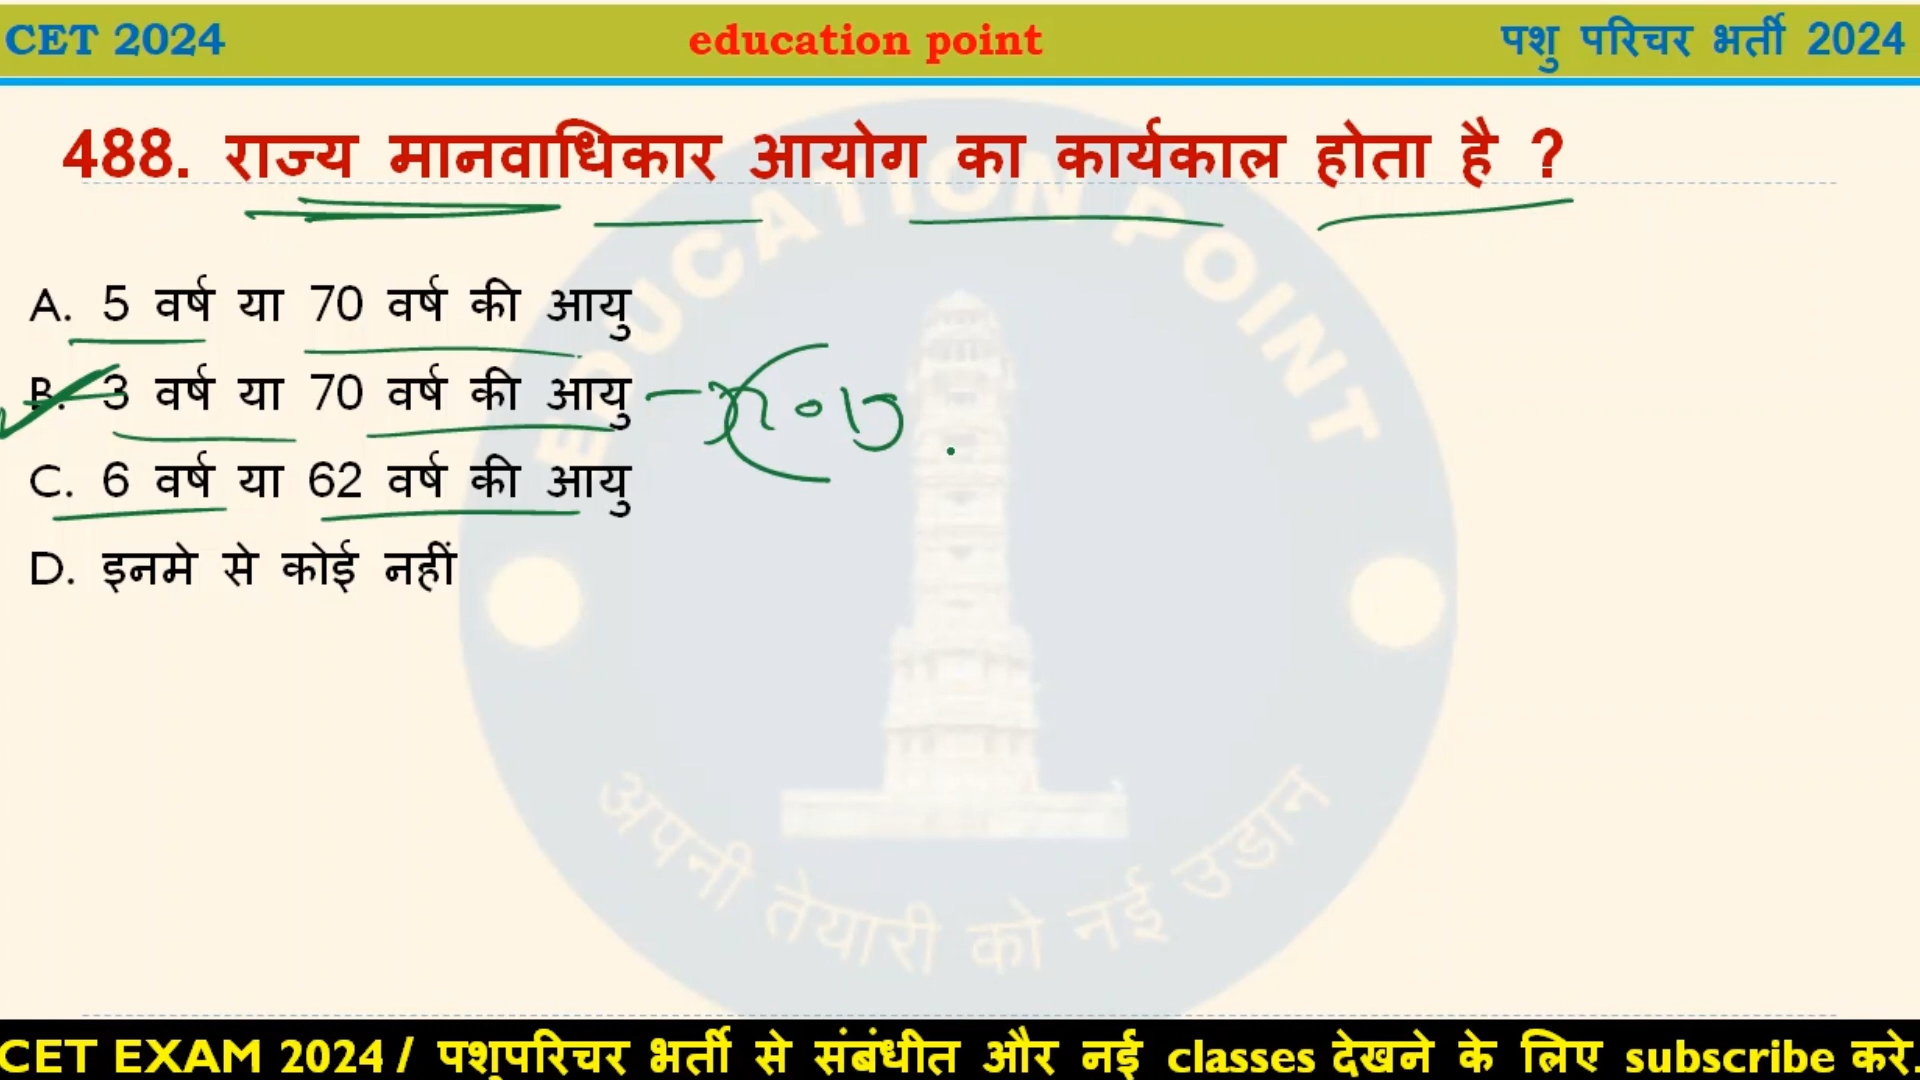 CET 2024 education point पशु परिचर भर्ती 2024
488. राज्य मानवाधिकार आयोग का कार्यकाल होता है ?
A. 5 वर्ष या 70 वर्ष की आयु
B. 3 वर्ष या 70 वर्ष की आयु
C. 6 वर्ष या 62 वर्ष की आयु
D. इनमे से कोई नहीं
EDUCATION POINT
अपनी तैयारी को नई उडान
CET EXAM 2024 / पशुपरिचर भर्ती से संबंधीत और नई classes देखने के लिए subscribe करे.